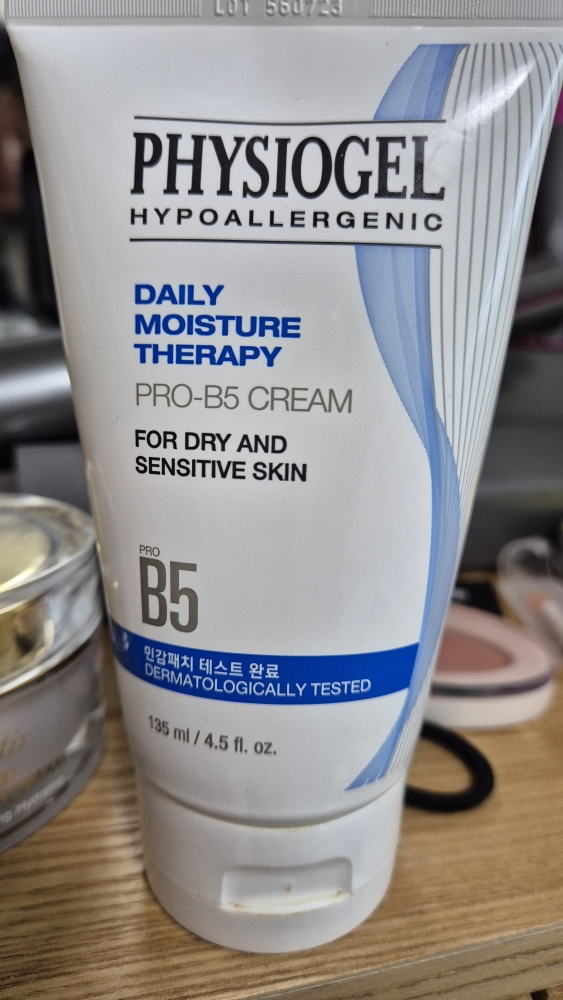 LOT 560723
PHYSIOGEL
HYPOALLERGENIC
DAILY
MOISTURE
THERAPY
PRO-B5 CREAM
FOR DRY AND
SENSITIVE SKIN
PRO
B5
민감패치 테스트 완료
DERMATOLOGICALLY TESTED
135 ml / 4.5 fl. oz.